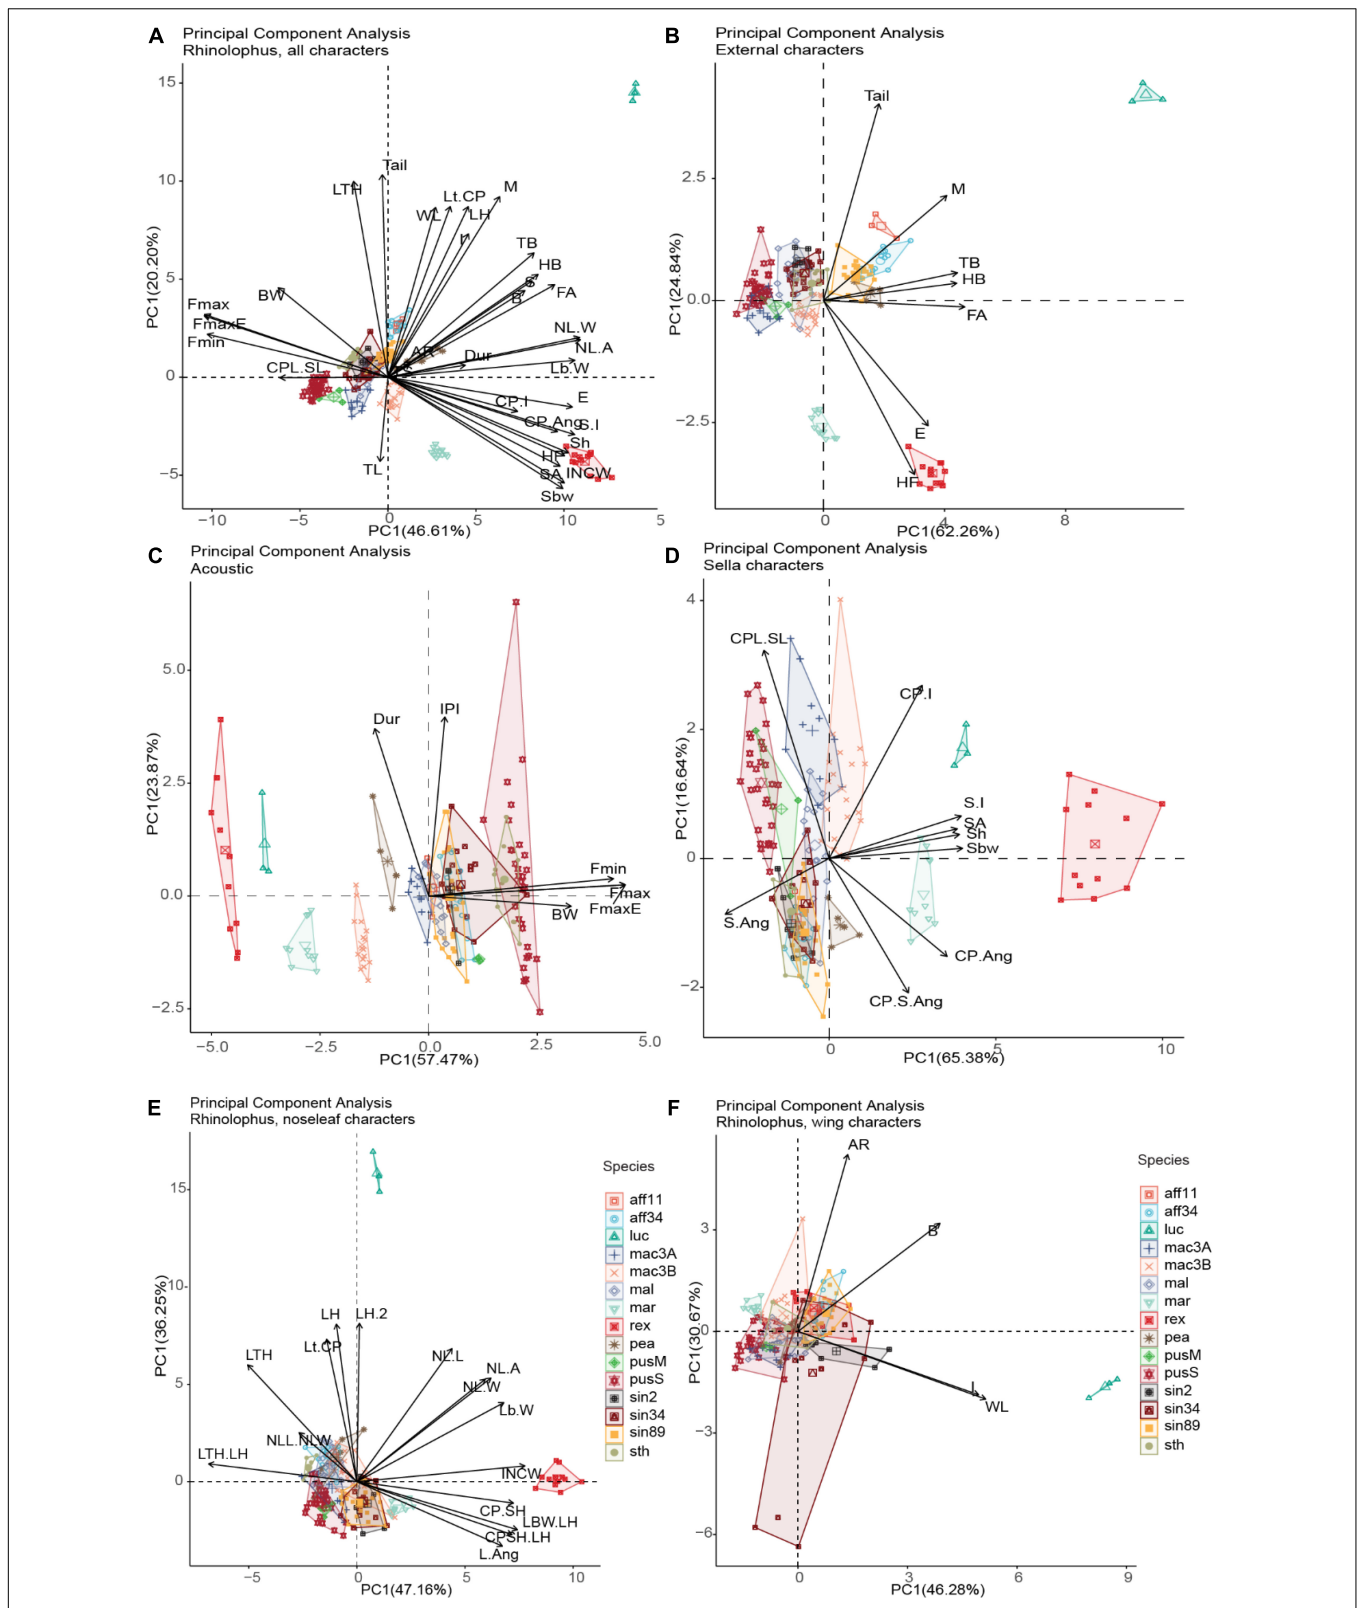 A
Principal Component Analysis
Rhinolophus, all characters
15
10
5
0
−5
PC1(20.20%)
Tail
LTH
M
Lt.CP
WL
LH
I
TB
HB
S
B
FA
BW
Fmax
FmaxE
Fmin
NL.W
NL.A
AR
Dur
Lb.W
CPL.SL
E
CP.I
CP.Ang
S.I
Sh
HF
SA
INCW
Sbw
TL
−10
−5
0
5
10
5
PC1(46.61%)
B
Principal Component Analysis
External characters
2.5
0.0
−2.5
PC1(24.84%)
Tail
M
TB
HB
FA
E
HF
0
4
8
PC1(62.26%)
C
Principal Component Analysis
Acoustic
5.0
2.5
0.0
−2.5
PC1(23.87%)
Dur
IPI
Fmin
Fmax
FmaxE
BW
−5.0
−2.5
0.0
2.5
5.0
PC1(57.47%)
D
Principal Component Analysis
Sella characters
4
2
0
−2
PC1(16.64%)
CPL.SL
CP.I
S.I
SA
Sh
Sbw
S.Ang
CP.Ang
CP.S.Ang
0
5
10
PC1(65.38%)
E
Principal Component Analysis
Rhinolophus, noseleaf characters
15
10
5
0
PC1(36.25%)
LH
LH.2
Lt.CP
LTH
NL.L
NL.A
NL.W
Lb.W
NLL.NLW
LTH.LH
INCW
CP.SH
LBW.LH
CPSH.LH
L.Ang
−5
0
5
10
PC1(47.16%)
Species
aff11
aff34
luc
mac3A
mac3B
mal
mar
rex
pea
pusM
pusS
sin2
sin34
sin89
sth
F
Principal Component Analysis
Rhinolophus, wing characters
3
0
−3
−6
PC1(30.67%)
AR
B
I
WL
0
3
6
9
PC1(46.28%)
Species
aff11
aff34
luc
mac3A
mac3B
mal
mar
rex
pea
pusM
pusS
sin2
sin34
sin89
sth